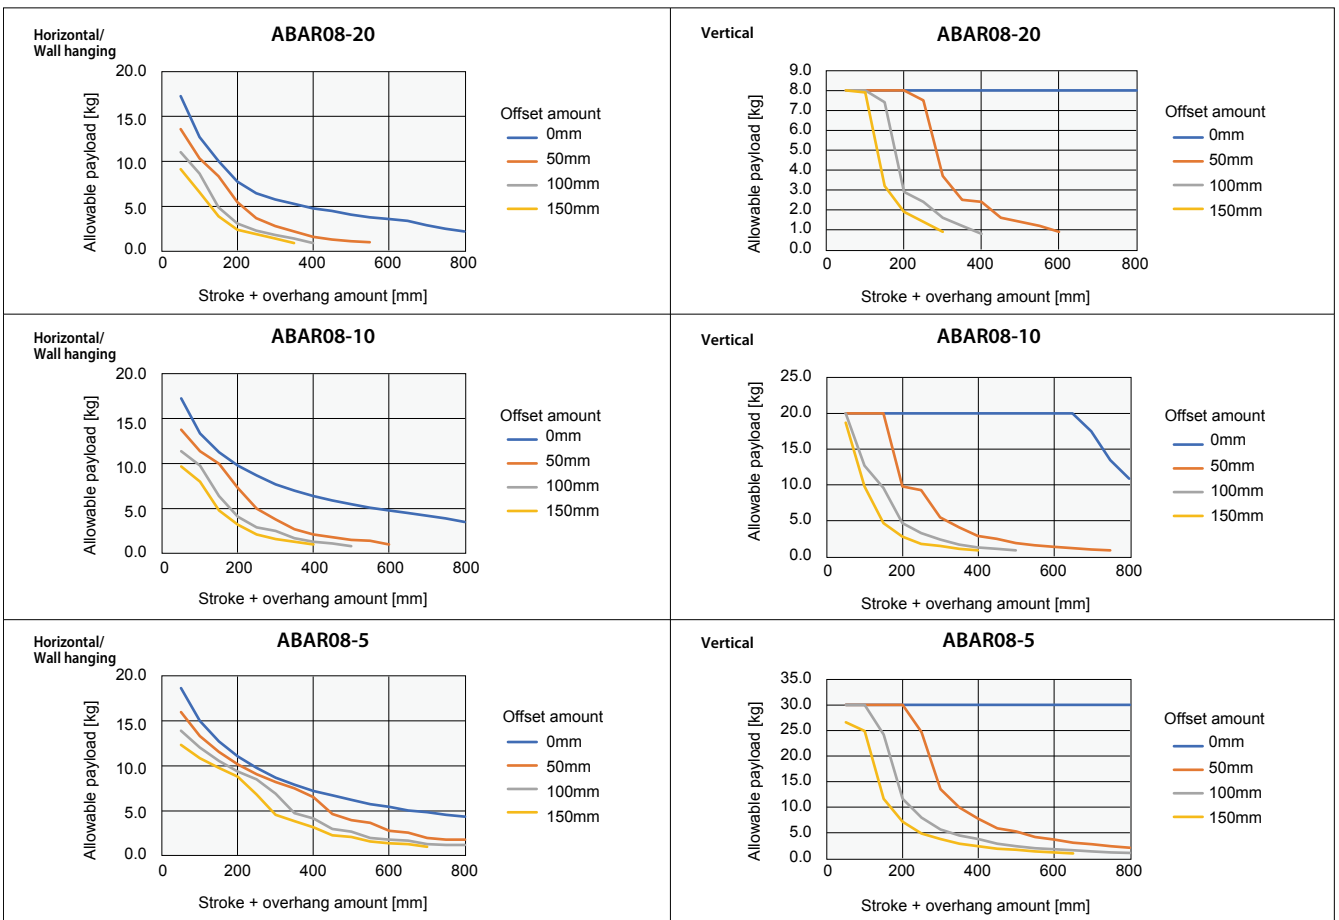 Horizontal/
Wall hanging
ABAR08-20
Allowable payload [kg]
20.0
15.0
10.0
5.0
0.0
0 200 400 600 800
Stroke + overhang amount [mm]
Offset amount
0mm
50mm
100mm
150mm
Vertical
ABAR08-20
Allowable payload [kg]
9.0
8.0
7.0
6.0
5.0
4.0
3.0
2.0
1.0
0.0
0 200 400 600 800
Stroke + overhang amount [mm]
Offset amount
0mm
50mm
100mm
150mm
Horizontal/
Wall hanging
ABAR08-10
Allowable payload [kg]
20.0
15.0
10.0
5.0
0.0
0 200 400 600 800
Stroke + overhang amount [mm]
Offset amount
0mm
50mm
100mm
150mm
Vertical
ABAR08-10
Allowable payload [kg]
25.0
20.0
15.0
10.0
5.0
0.0
0 200 400 600 800
Stroke + overhang amount [mm]
Offset amount
0mm
50mm
100mm
150mm
Horizontal/
Wall hanging
ABAR08-5
Allowable payload [kg]
20.0
15.0
10.0
5.0
0.0
0 200 400 600 800
Stroke + overhang amount [mm]
Offset amount
0mm
50mm
100mm
150mm
Vertical
ABAR08-5
Allowable payload [kg]
35.0
30.0
25.0
20.0
15.0
10.0
5.0
0.0
0 200 400 600 800
Stroke + overhang amount [mm]
Offset amount
0mm
50mm
100mm
150mm